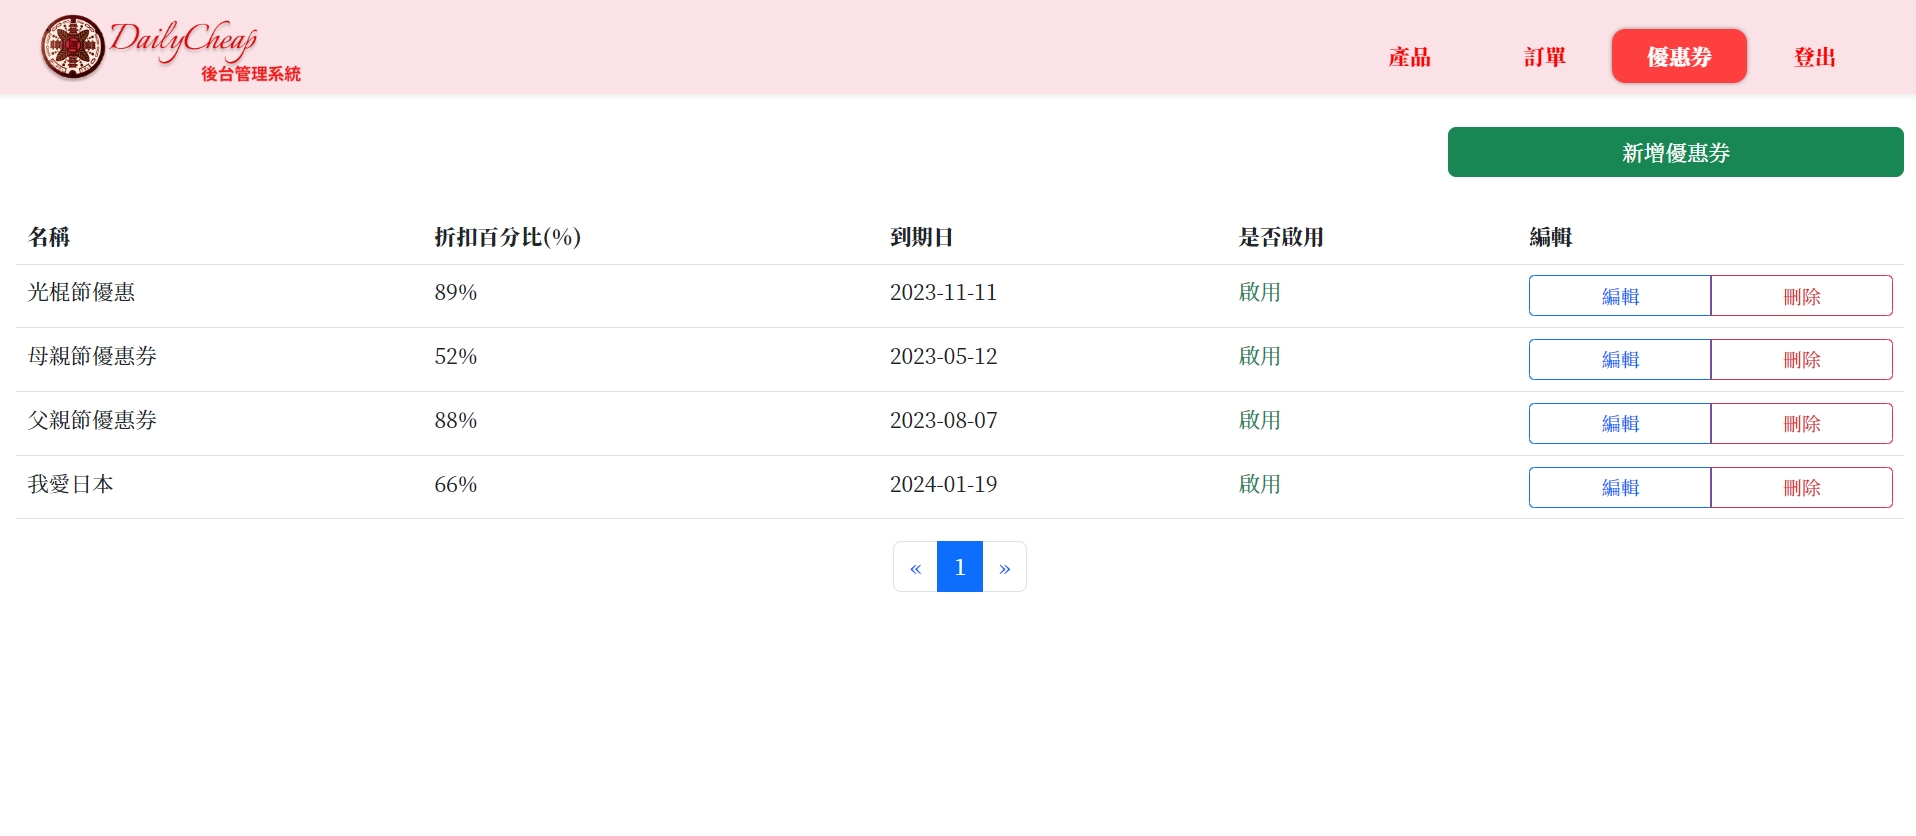 DailyCheap
後台管理系統
產品 訂單 優惠券 登出
新增優惠券
名稱 折扣百分比(%) 到期日 是否啟用 編輯
光棍節優惠 89% 2023-11-11 啟用 編輯 刪除
母親節優惠券 52% 2023-05-12 啟用 編輯 刪除
父親節優惠券 88% 2023-08-07 啟用 編輯 刪除
我愛日本 66% 2024-01-19 啟用 編輯 刪除
« 1 »